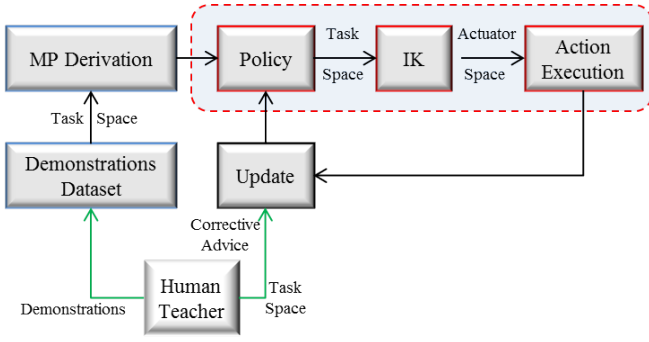 MP Derivation
Policy
Task
Space
IK
Actuator
Space
Action
Execution
Task Space
Demonstrations
Dataset
Update
Corrective
Advice
Human
Teacher
Demonstrations
Task
Space